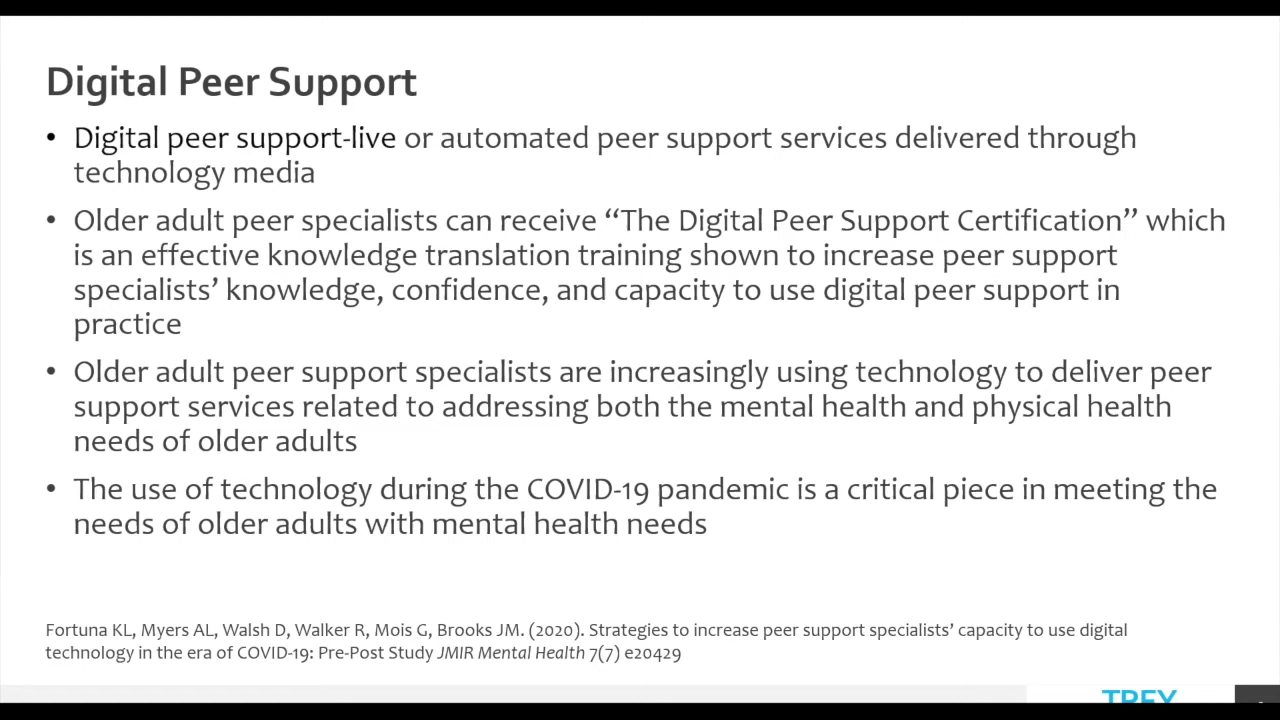 Digital Peer Support
• Digital peer support-live or automated peer support services delivered through
technology media
• Older adult peer specialists can receive “The Digital Peer Support Certification” which
is an effective knowledge translation training shown to increase peer support
specialists’ knowledge, confidence, and capacity to use digital peer support in
practice
• Older adult peer support specialists are increasingly using technology to deliver peer
support services related to addressing both the mental health and physical health
needs of older adults
• The use of technology during the COVID-19 pandemic is a critical piece in meeting the
needs of older adults with mental health needs
Fortuna KL, Myers AL, Walsh D, Walker R, Mois G, Brooks JM. (2020). Strategies to increase peer support specialists’ capacity to use digital
technology in the era of COVID-19: Pre-Post Study JMIR Mental Health 7(7) e20429